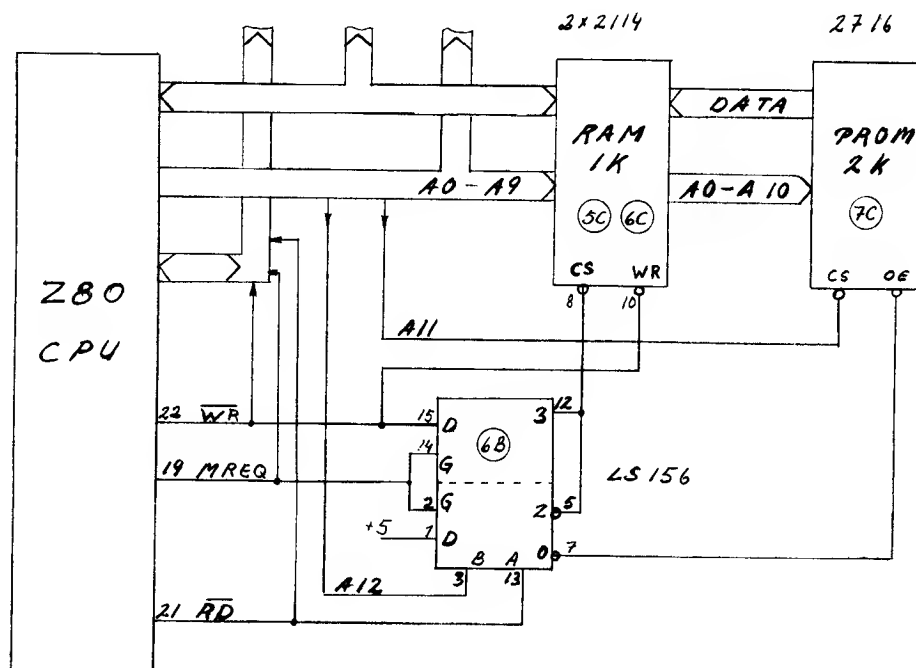 2x2114
2716
DATA
RAM
1K
PROM
2K
A0-A9
A0-A10
5C
6C
7C
CS
WR
CS
OE
8
10
Z80
CPU
A11
22 WR
15
D
3
12
6B
14
G
19 MREQ
LS156
2
G
2
5
+5
1
D
0
7
B
A
3
13
A12
21 RD